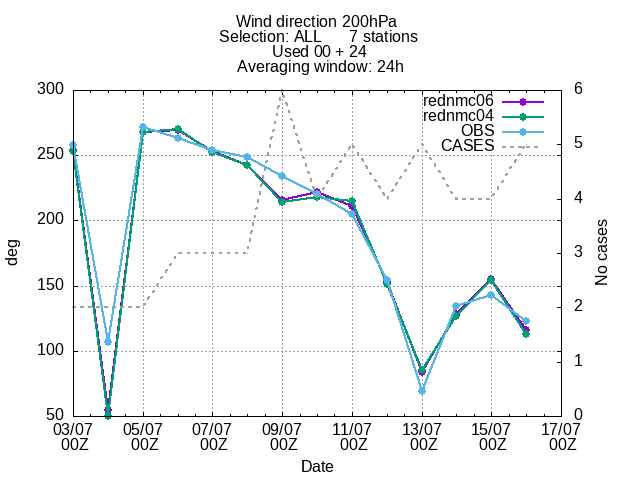 Wind direction 200hPa
Selection: ALL 7 stations
Used 00 + 24
Averaging window: 24h
rednmc06
rednmc04
OBS
CASES
300
250
200
150
100
50
deg
6
5
4
3
2
1
0
No cases
03/07 05/07 07/07 09/07 11/07 13/07 15/07 17/07
00Z 00Z 00Z 00Z 00Z 00Z 00Z 00Z
Date